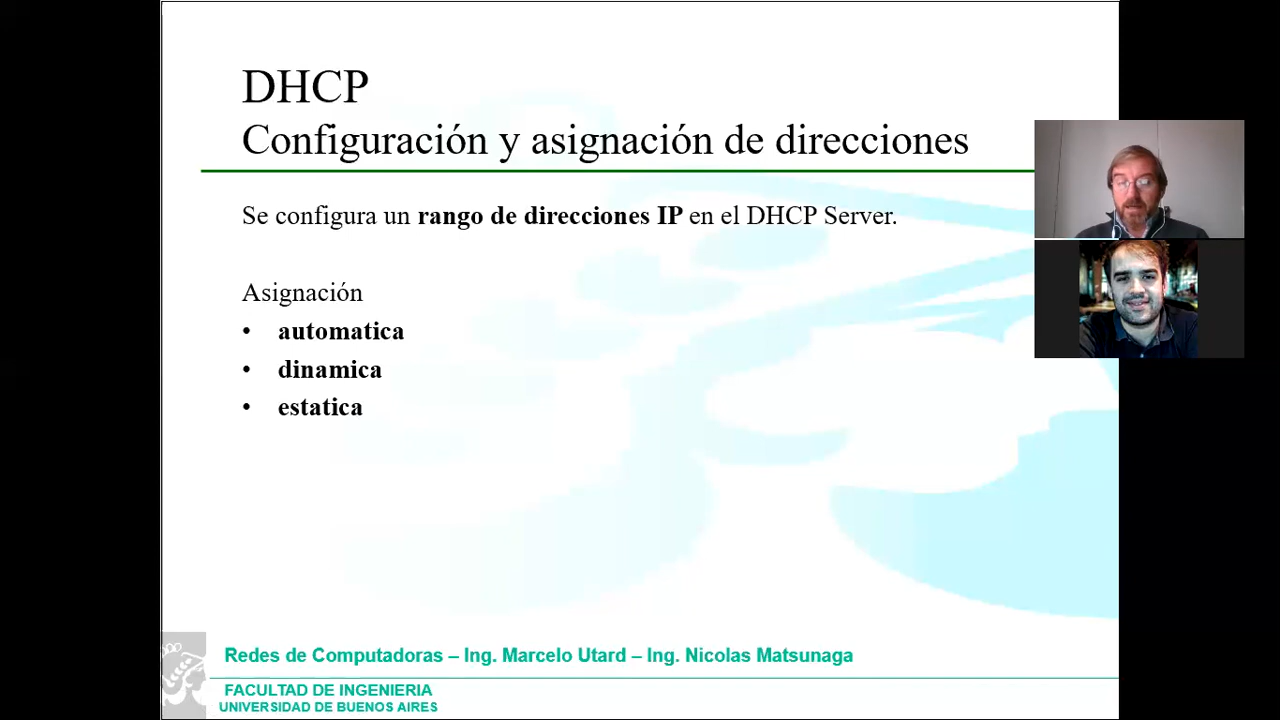 DHCP
Configuración y asignación de direcciones
Se configura un rango de direcciones IP en el DHCP Server.
Asignación
• automatica
• dinamica
• estatica
Redes de Computadoras – Ing. Marcelo Utard – Ing. Nicolas Matsunaga
FACULTAD DE INGENIERIA
UNIVERSIDAD DE BUENOS AIRES